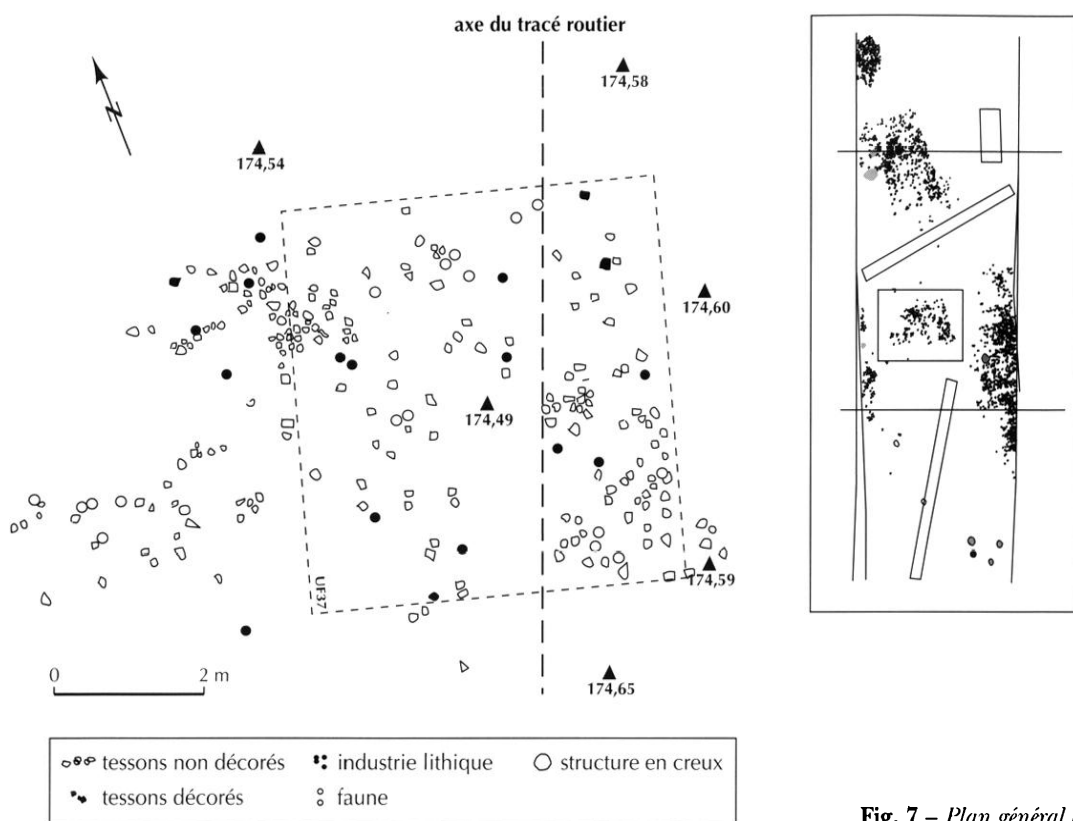 axe du tracé routier
174,58
174,54
174,60
174,49
UF37
174,59
0 2 m
174,65
tessons non décorés industrie lithique structure en creux
tessons décorés faune
Fig. 7 – Plan général